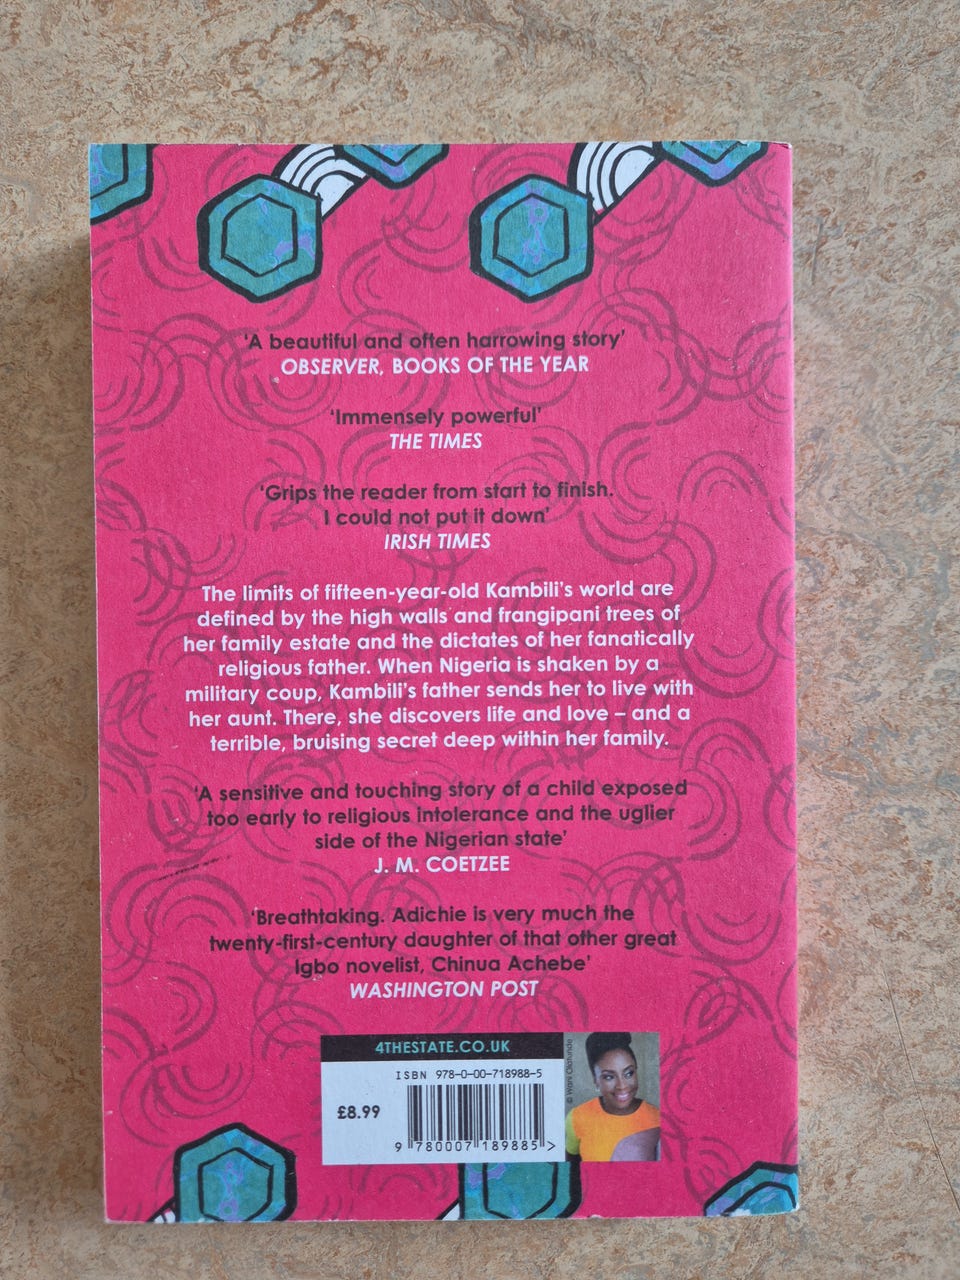 ‘A beautiful and often harrowing story’
OBSERVER, BOOKS OF THE YEAR
‘Immensely powerful’
THE TIMES
‘Grips the reader from start to finish.
I could not put it down’
IRISH TIMES
The limits of fifteen-year-old Kambili’s world are
defined by the high walls and frangipani trees of
her family estate and the dictates of her fanatically
religious father. When Nigeria is shaken by a
military coup, Kambili’s father sends her to live with
her aunt. There, she discovers life and love – and a
terrible, bruising secret deep within her family.
‘A sensitive and touching story of a child exposed
too early to religious intolerance and the uglier
side of the Nigerian state’
J. M. COETZEE
‘Breathtaking. Adichie is very much the
twenty-first-century daughter of that other great
Igbo novelist, Chinua Achebe’
WASHINGTON POST
4THESTATE.CO.UK
ISBN 978-0-00-718988-5
£8.99
9 780007 189885 >
© Wani Olatunde